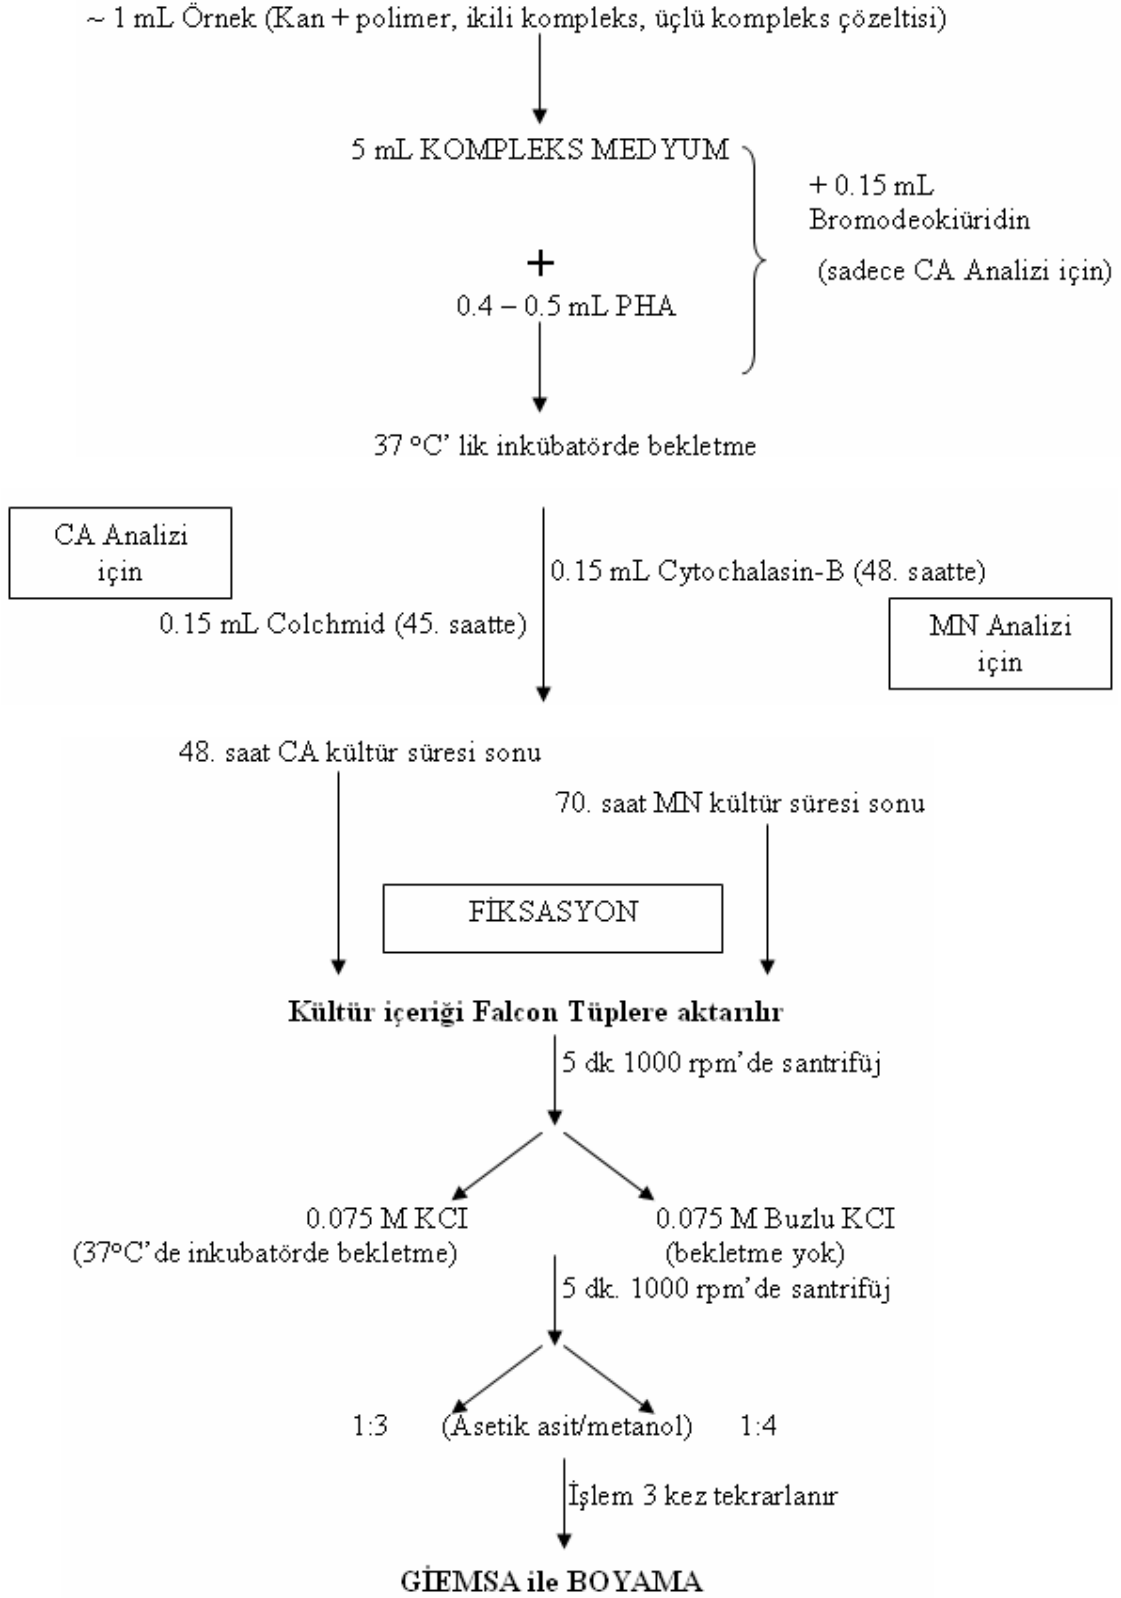 ~ 1 mL Örnek (Kan + polimer, ikili kompleks, üçlü kompleks çözeltisi)
5 mL KOMPLEKS MEDYUM
+ 0.15 mL
Bromodeokiüridin
(sadece CA Analizi için)
+
0.4 – 0.5 mL PHA
37 ºC’ lik inkübatörde bekletme
CA Analizi
için
0.15 mL Cytochalasin-B (48. saatte)
0.15 mL Colchmid (45. saatte)
MN Analizi
için
48. saat CA kültür süresi sonu
70. saat MN kültür süresi sonu
FİKSASYON
Kültür içeriği Falcon Tüplere aktarılır
5 dk 1000 rpm’de santrifüj
0.075 M KCI
(37ºC’de inkubatörde bekletme)
0.075 M Buzlu KCI
(bekletme yok)
5 dk. 1000 rpm’de santrifüj
1:3 (Asetik asit/metanol) 1:4
İşlem 3 kez tekrarlanır
GİEMSA ile BOYAMA